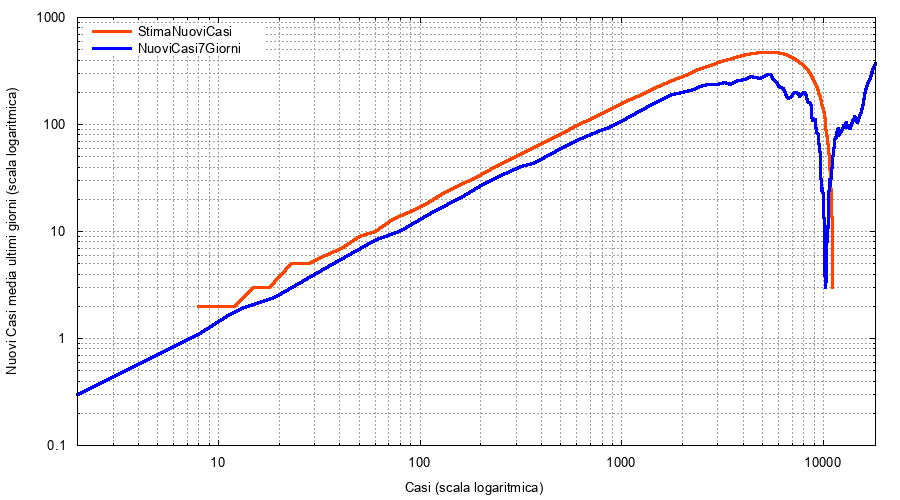 StimaNuoviCasi
NuoviCasi7Giorni
Nuovi Casi media ultimi giorni (scala logaritmica)
1000
100
10
1
0.1
10 100 1000 10000
Casi (scala logaritmica)